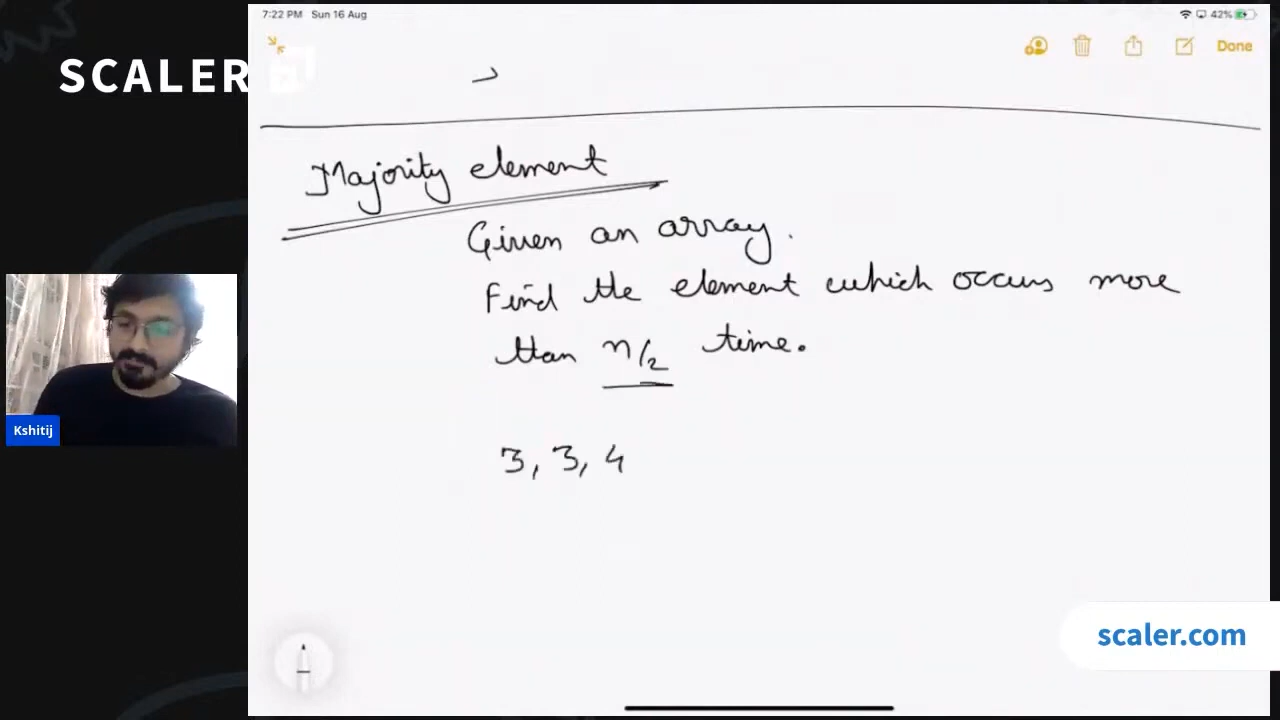 7:22 PM Sun 16 Aug
42%
Done
SCALER
Majority element
Given an array.
Find the element which occurs more
than n/2 time.
Kshitij
3, 3, 4
scaler.com